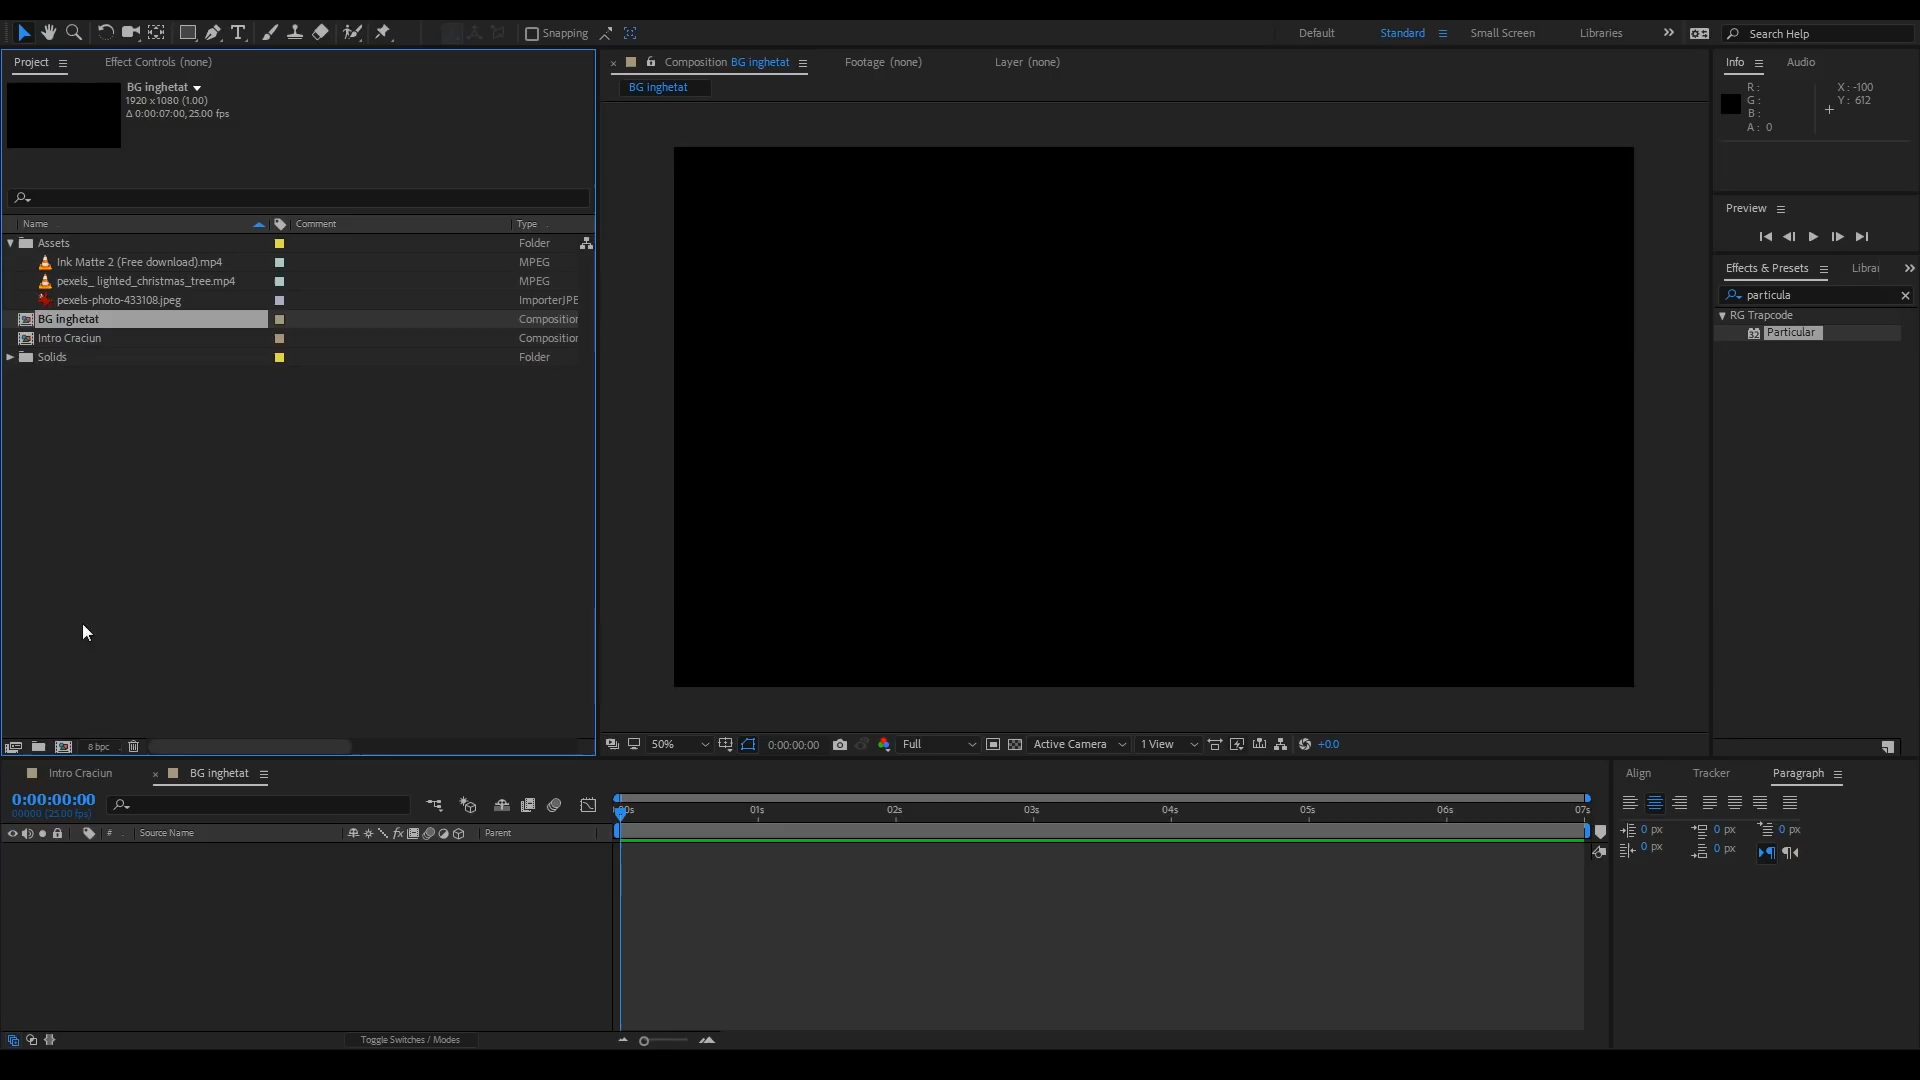 Snapping
Default
Standard
Small Screen
Libraries
Search Help
Project
Effect Controls (none)
Composition BG inghetat
Footage (none)
Layer (none)
Info
Audio
BG inghetat
1920 x1080 (1.00)
Δ 0:00:07:00, 25.00 fps
BG inghetat
R :
G :
B :
A : 0
X : -100
Y : 612
Preview
Name
Comment
Type
Assets
Folder
Ink Matte 2 (Free download).mp4
MPEG
pexels_ lighted_christmas_tree.mp4
MPEG
pexels-photo-433108.jpeg
ImporterJPE
BG inghetat
Composition
Intro Craciun
Composition
Solids
Folder
Effects & Presets
Librai
particula
RG Trapcode
32
Particular
8 bpc
50%
0:00:00:00
Full
Active Camera
1 View
+0.0
Intro Craciun
BG inghetat
0:00:00:00
00000 (25.00 fps)
# Source Name
fx
Parent
:00s
01s
02s
03s
04s
05s
06s
07s
Toggle Switches / Modes
Align
Tracker
Paragraph
0 px
0 px
0 px
0 px
0 px